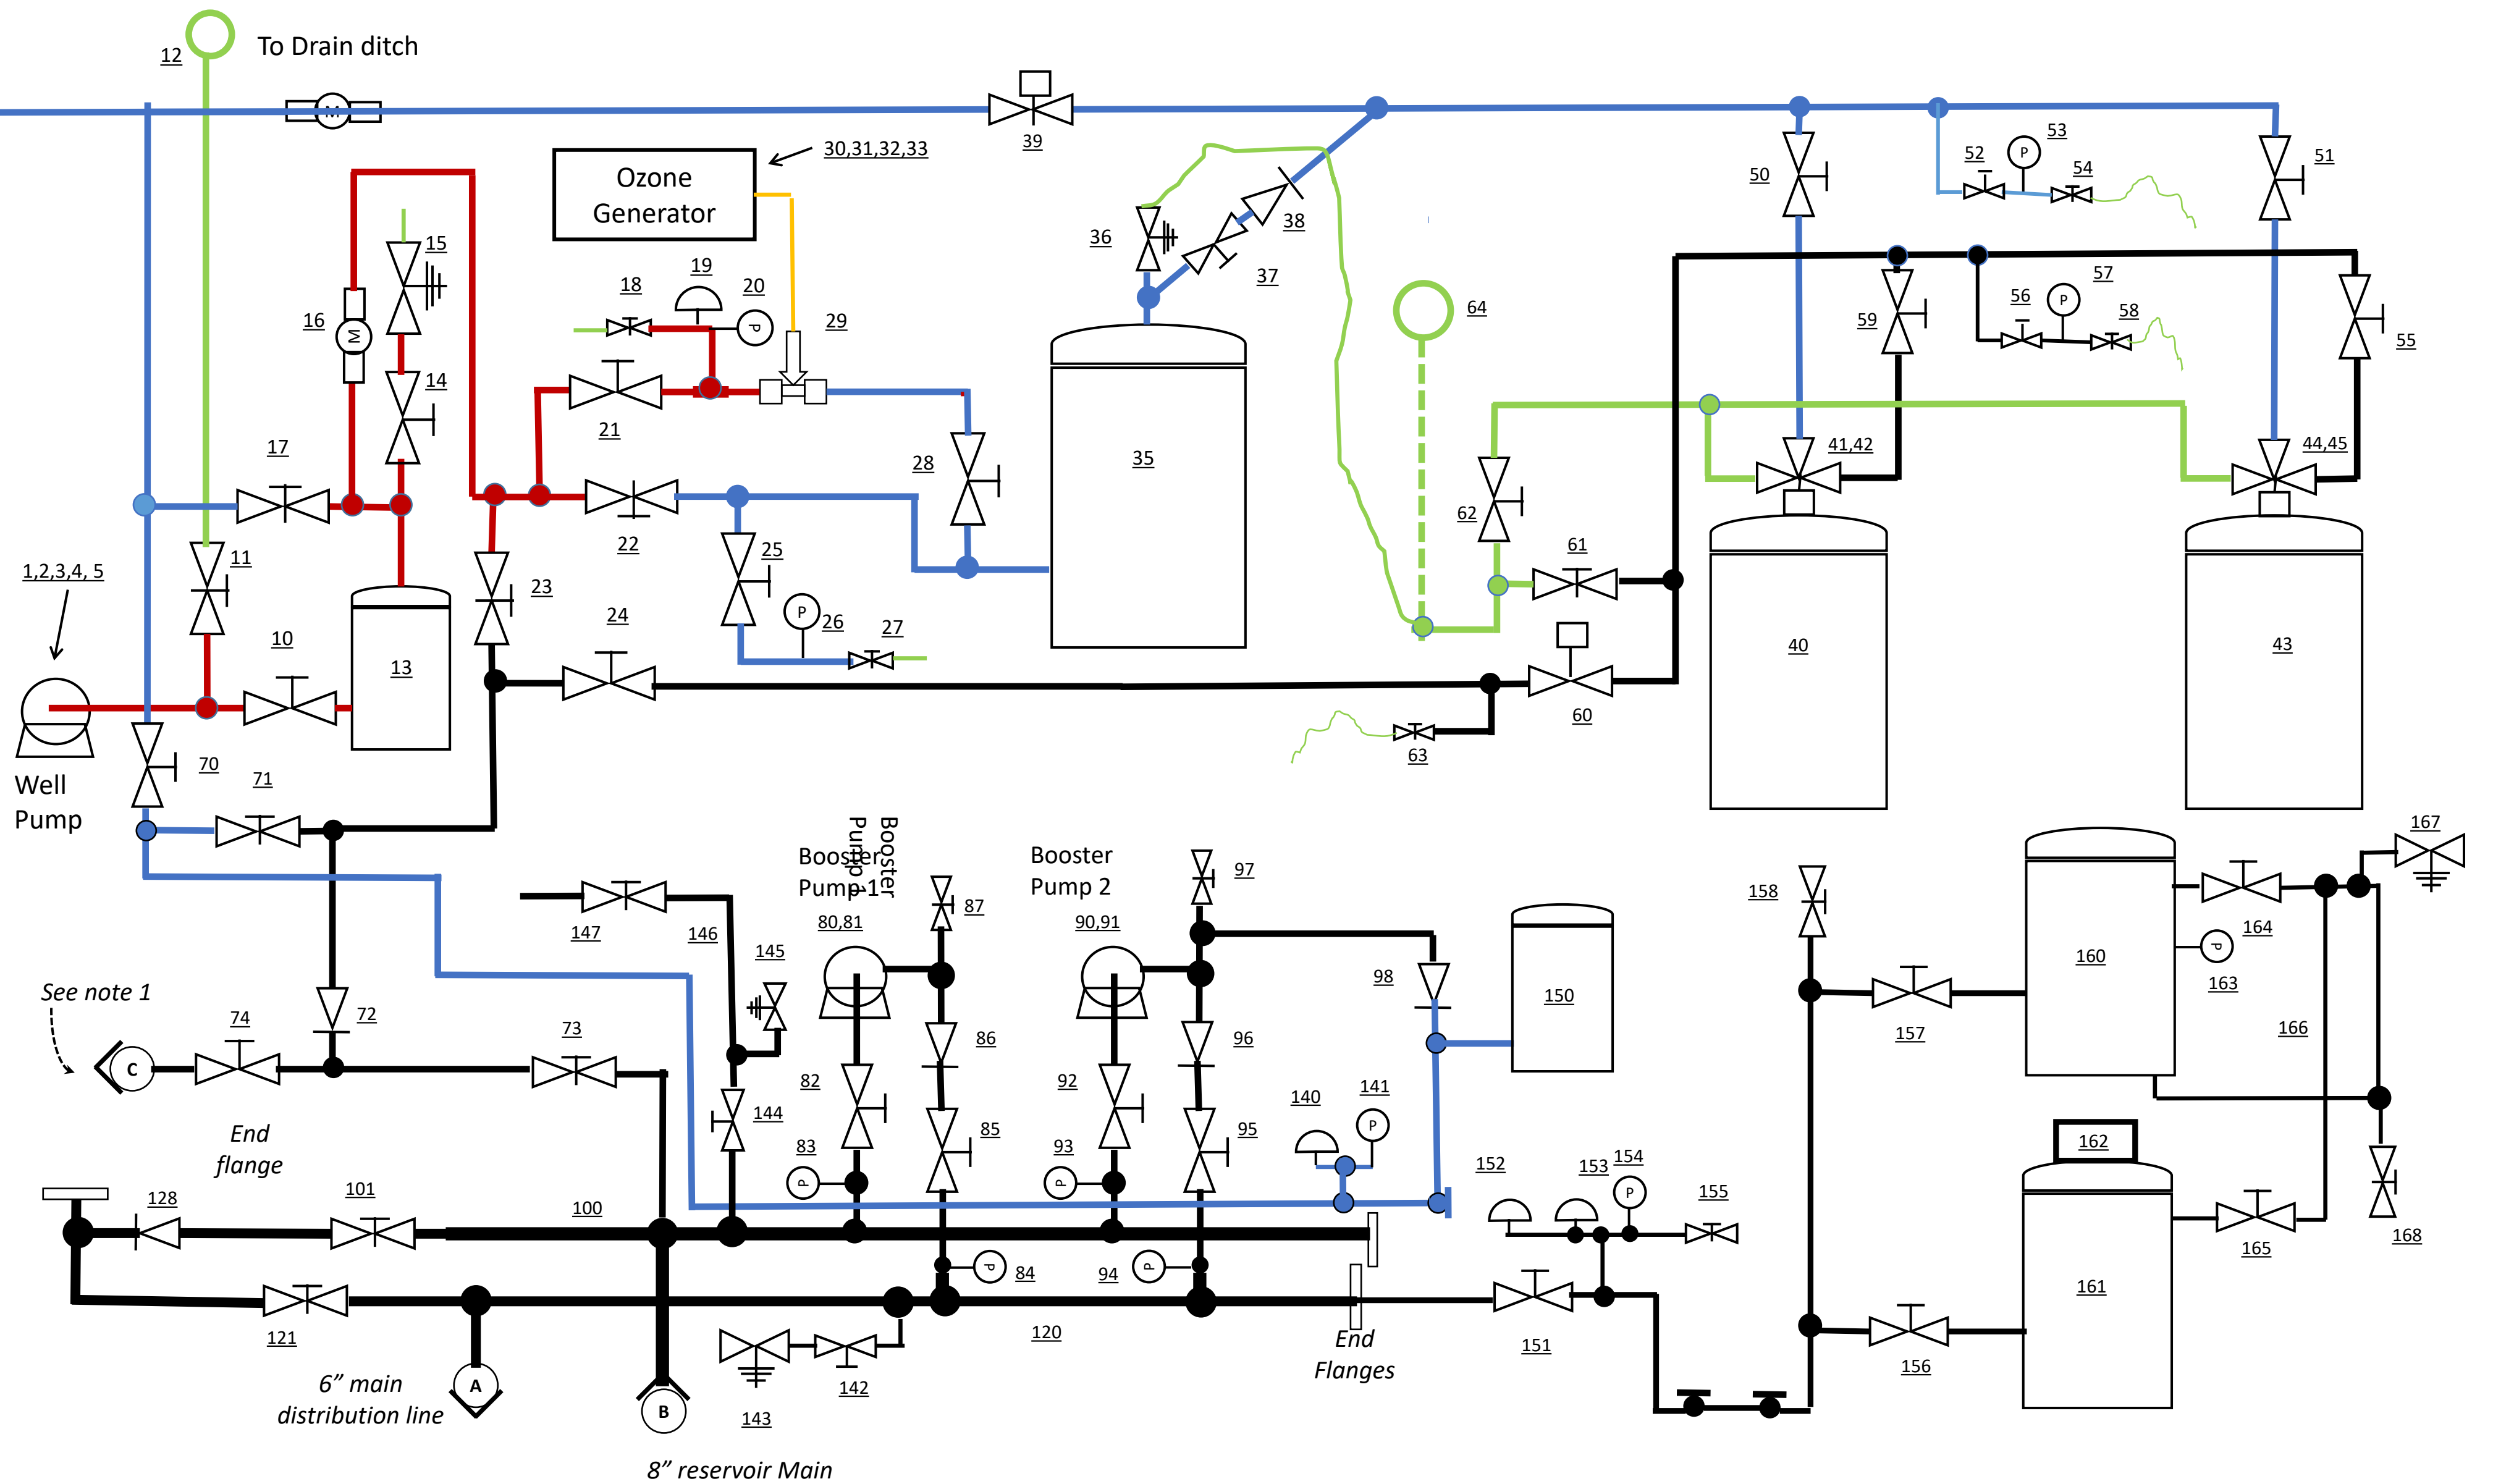 12
To Drain ditch
M
39
30,31,32,33
Ozone
Generator
53
P
52
54
51
50
15
36
38
37
19
18
20
P
29
16
M
14
64
57
P
56
58
59
55
21
17
28
35
41,42
44,45
62
22
25
11
1,2,3,4, 5
23
61
24
P
26
27
10
13
40
43
60
63
70
71
Well
Pump
Booster
Pump 1
Booster
Pump 1
80,81
87
Booster
Pump 2
90,91
97
167
158
147
146
145
164
160
P
163
98
150
See note 1
74
72
73
86
96
157
166
C
82
92
140
141
P
144
83
P
85
93
P
95
End
flange
162
152
153
154
P
155
128
101
100
168
165
84
P
94
P
161
121
120
End
Flanges
151
156
142
143
6” main
distribution line
A
B
8” reservoir Main